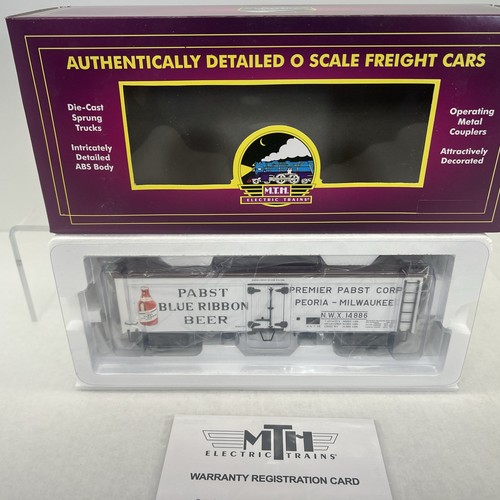 AUTHENTICALLY DETAILED O SCALE FREIGHT CARS
Die-Cast
Sprung
Trucks
Intricately
Detailed
ABS Body
Operating
Metal
Couplers
Attractively
Decorated
M.T.H.
ELECTRIC TRAINS
PABST
BLUE RIBBON
BEER
PREMIER PABST CORP
PEORIA - MILWAUKEE
N.W.X. 14886
MTH
ELECTRIC TRAINS
WARRANTY REGISTRATION CARD